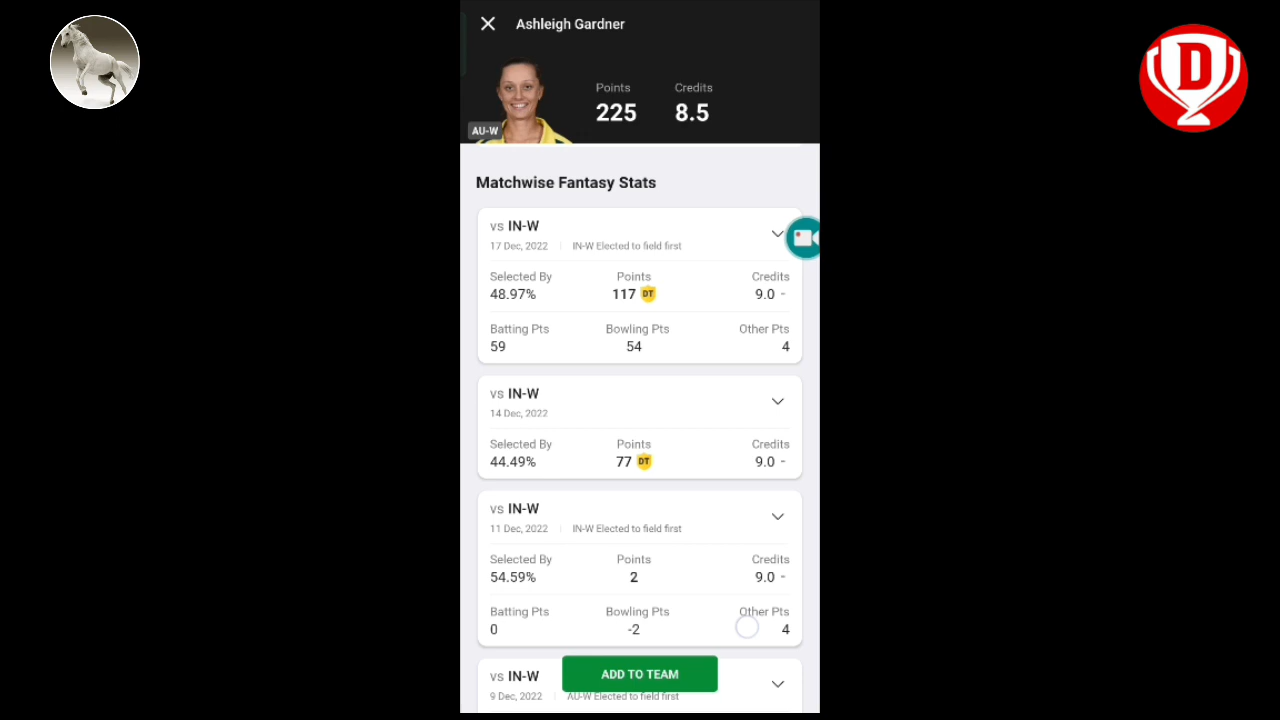 Ashleigh Gardner
Points Credits
225 8.5
AU-W
D
Matchwise Fantasy Stats
vs IN-W
17 Dec, 2022 | IN-W Elected to field first
Selected By Points Credits
48.97% 117 DT 9.0 -
Batting Pts Bowling Pts Other Pts
59 54 4
vs IN-W
14 Dec, 2022
Selected By Points Credits
44.49% 77 DT 9.0 -
vs IN-W
11 Dec, 2022 | IN-W Elected to field first
Selected By Points Credits
54.59% 2 9.0 -
Batting Pts Bowling Pts Other Pts
0 -2 4
vs IN-W
ADD TO TEAM
9 Dec, 2022 | AU-W Elected to field first